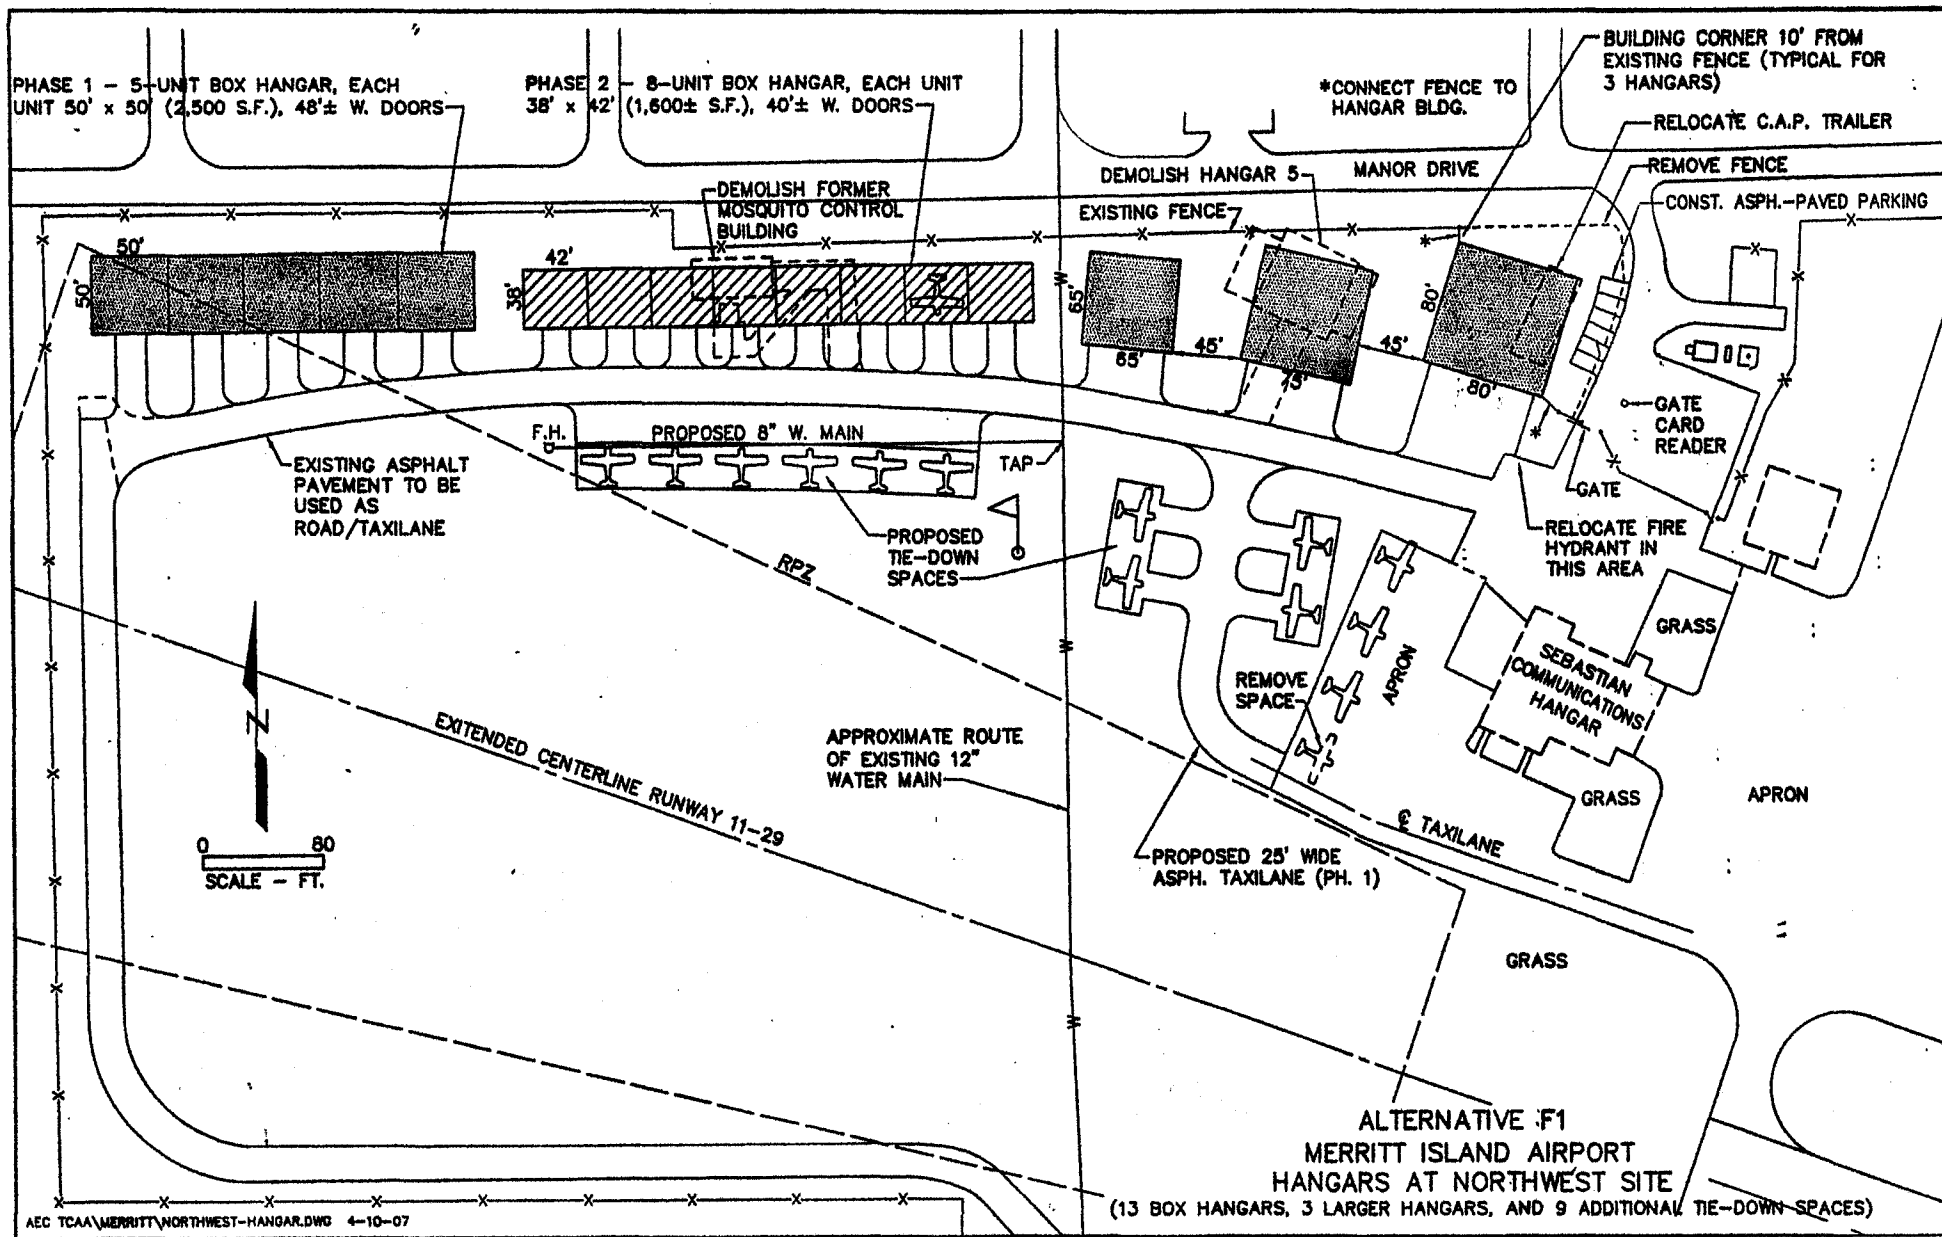 PHASE 1 - 5-UNIT BOX HANGAR, EACH
UNIT 50' x 50' (2,500 S.F.), 48'± W. DOORS
PHASE 2 - 8-UNIT BOX HANGAR, EACH UNIT
38' x 42' (1,600± S.F.), 40'± W. DOORS
*CONNECT FENCE TO
HANGAR BLDG.
BUILDING CORNER 10' FROM
EXISTING FENCE (TYPICAL FOR
3 HANGARS)
RELOCATE C.A.P. TRAILER
REMOVE FENCE
CONST. ASPH.-PAVED PARKING
DEMOLISH HANGAR 5
MANOR DRIVE
EXISTING FENCE
DEMOLISH FORMER
MOSQUITO CONTROL
BUILDING
50'
50'
42'
38'
65'
65'
45'
75'
45'
80'
80'
W
*
*
GATE
CARD
READER
GATE
RELOCATE FIRE
HYDRANT IN
THIS AREA
F.H.
PROPOSED 8" W. MAIN
TAP
EXISTING ASPHALT
PAVEMENT TO BE
USED AS
ROAD/TAXILANE
PROPOSED
TIE-DOWN
SPACES
RPZ
W
GRASS
SEBASTIAN
COMMUNICATIONS
HANGAR
APRON
REMOVE
SPACE
N
EXITENDED CENTERLINE RUNWAY 11-29
APPROXIMATE ROUTE
OF EXISTING 12"
WATER MAIN
GRASS
APRON
℄ TAXILANE
0 80
SCALE - FT.
PROPOSED 25' WIDE
ASPH. TAXILANE (PH. 1)
GRASS
W
ALTERNATIVE F1
MERRITT ISLAND AIRPORT
HANGARS AT NORTHWEST SITE
(13 BOX HANGARS, 3 LARGER HANGARS, AND 9 ADDITIONAL TIE-DOWN SPACES)
AEC TCAA\MERRITT\NORTHWEST-HANGAR.DWG 4-10-07